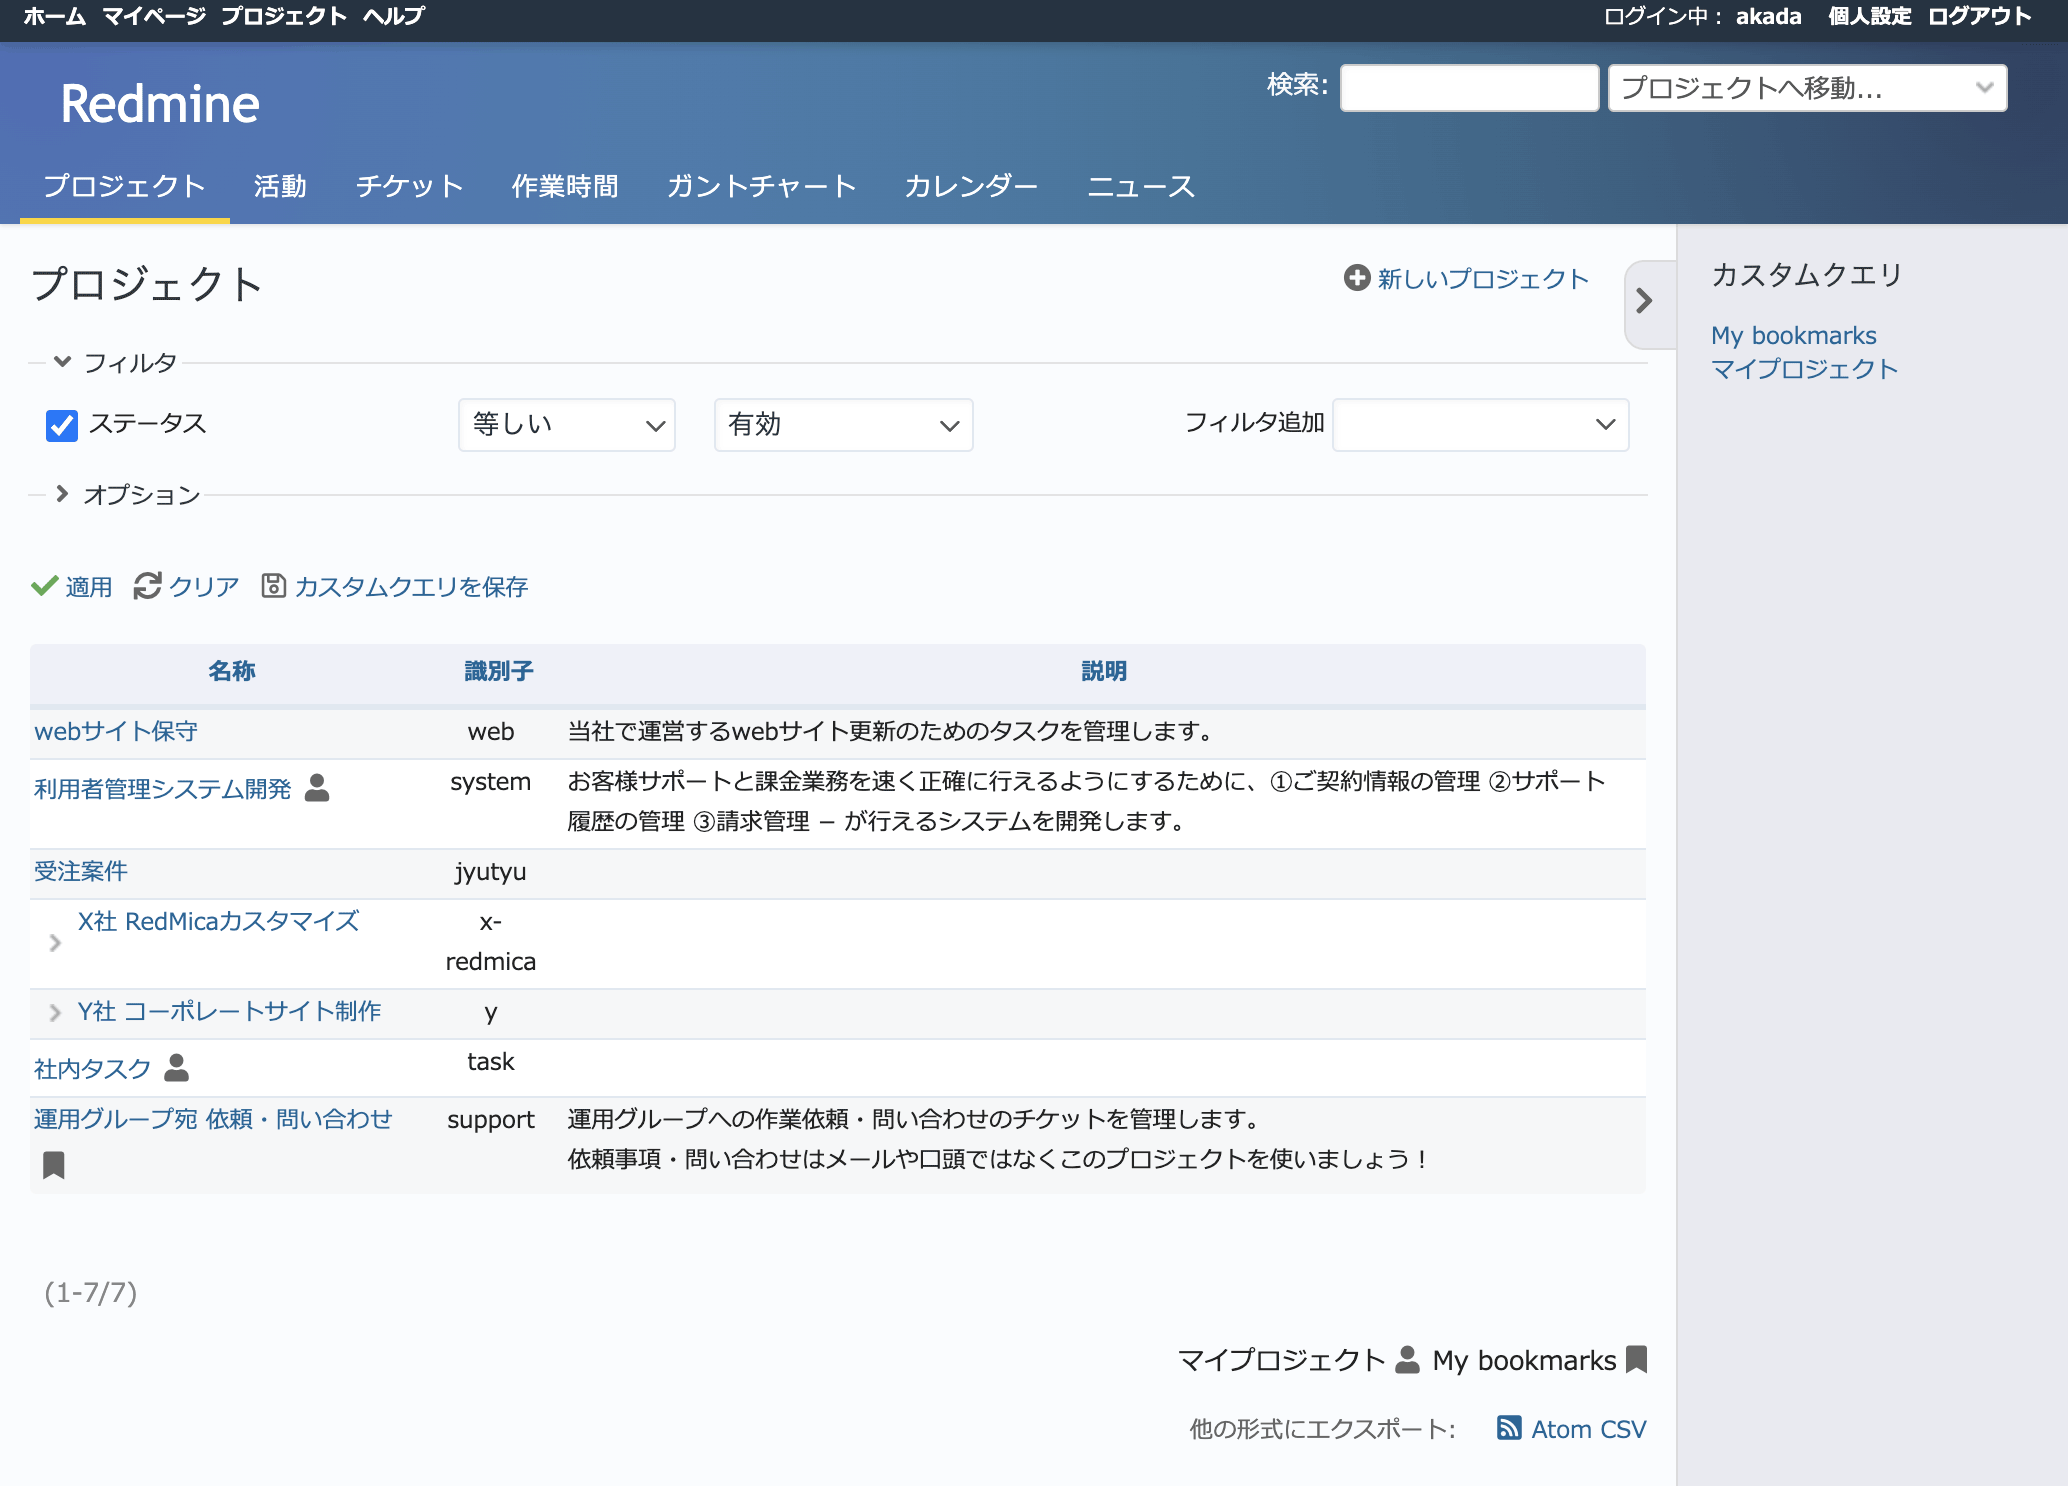 ホーム マイページ プロジェクト ヘルプ ログイン中： akada 個人設定 ログアウト
Redmine
検索: プロジェクトへ移動...
プロジェクト 活動 チケット 作業時間 ガントチャート カレンダー ニュース
プロジェクト
新しいプロジェクト
フィルタ
ステータス 等しい 有効 フィルタ追加
オプション
適用 クリア カスタムクエリを保存
名称 識別子 説明
webサイト保守 web 当社で運営するwebサイト更新のためのタスクを管理します。
利用者管理システム開発 system お客様サポートと課金業務を速く正確に行えるようにするために、①ご契約情報の管理 ②サポート
履歴の管理 ③請求管理 − が行えるシステムを開発します。
受注案件 jyutyu
X社 RedMicaカスタマイズ x-
redmica
Y社 コーポレートサイト制作 y
社内タスク task
運用グループ宛 依頼・問い合わせ support 運用グループへの作業依頼・問い合わせのチケットを管理します。
依頼事項・問い合わせはメールや口頭ではなくこのプロジェクトを使いましょう！
(1-7/7)
マイプロジェクト My bookmarks
他の形式にエクスポート: Atom CSV
カスタムクエリ
My bookmarks
マイプロジェクト